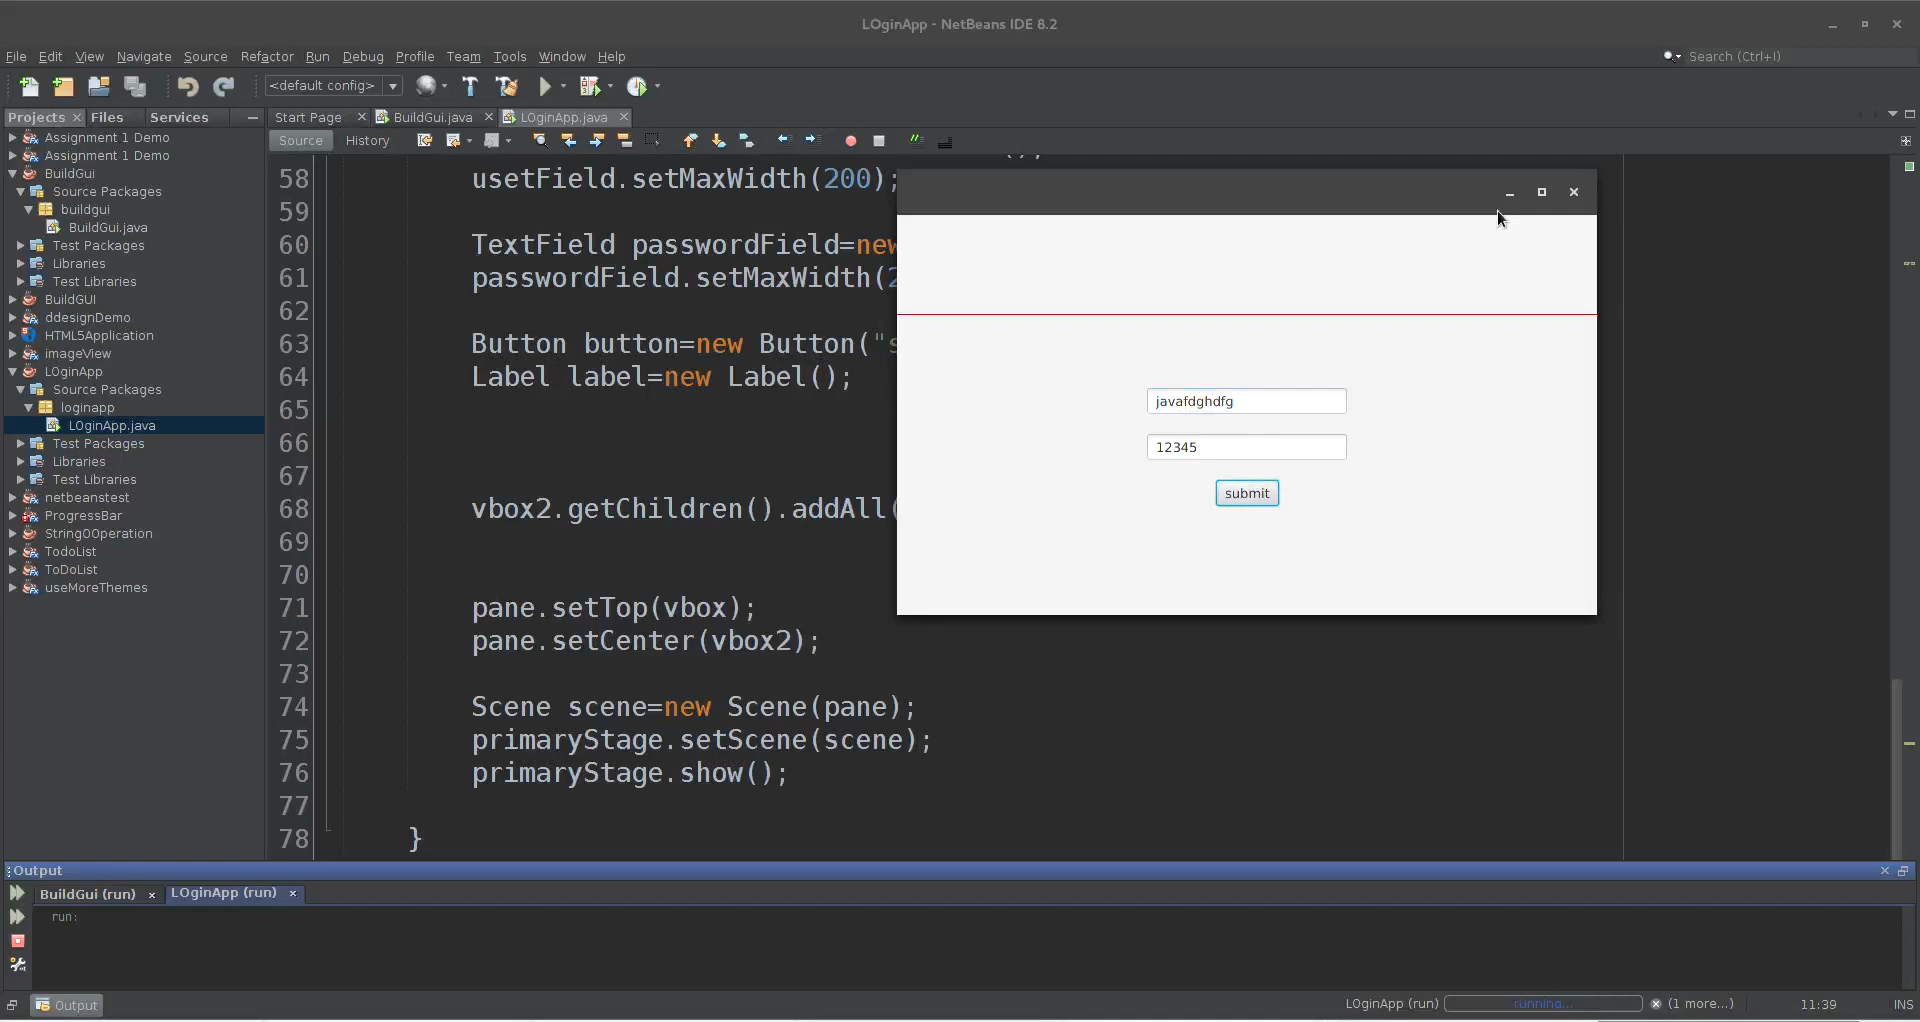 LOginApp - NetBeans IDE 8.2
File Edit View Navigate Source Refactor Run Debug Profile Team Tools Window Help
Search (Ctrl+I)
<default config>
Projects Files Services
Start Page BuildGui.java LOginApp.java
Source History
Assignment 1 Demo
Assignment 1 Demo
BuildGui
Source Packages
buildgui
BuildGui.java
Test Packages
Libraries
Test Libraries
BuildGUI
ddesignDemo
HTML5Application
imageView
LOginApp
Source Packages
loginapp
LOginApp.java
Test Packages
Libraries
Test Libraries
netbeanstest
ProgressBar
StringOOperation
TodoList
ToDoList
useMoreThemes
58 usetField.setMaxWidth(200);
59
60 TextField passwordField=new
61 passwordField.setMaxWidth(2
62
63 Button button=new Button("s
64 Label label=new Label();
65
66
67
68 vbox2.getChildren().addAll(
69
70
71 pane.setTop(vbox);
72 pane.setCenter(vbox2);
73
74 Scene scene=new Scene(pane);
75 primaryStage.setScene(scene);
76 primaryStage.show();
77
78 }
javafdghdfg
12345
submit
Output
BuildGui (run) LOginApp (run)
run:
Output
LOginApp (run) running... (1 more...) 11:39 INS